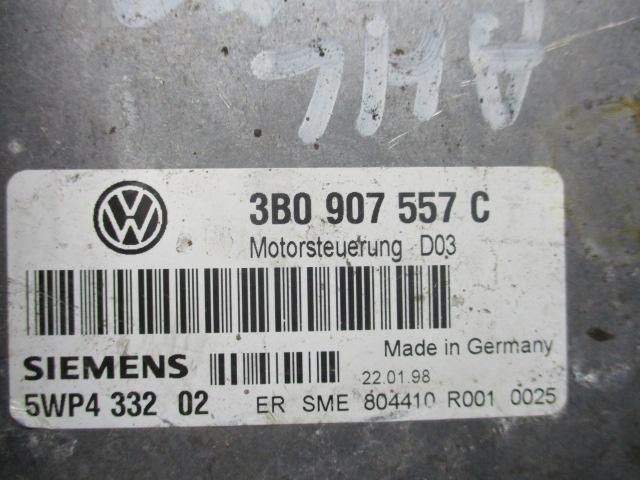 AHL
3B0 907 557 C
Motorsteuerung D03
SIEMENS
Made in Germany
22.01.98
5WP4 332 02
ER SME 804410 R001 0025